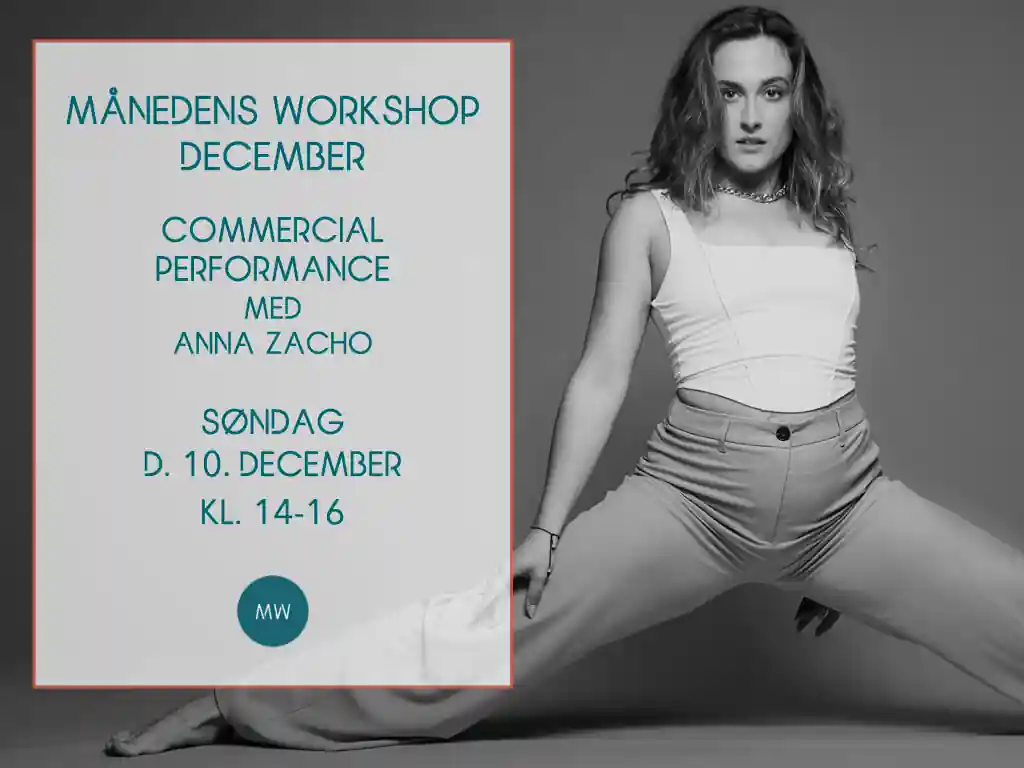 MÅNEDENS WORKSHOP
DECEMBER
COMMERCIAL
PERFORMANCE
MED
ANNA ZACHO
SØNDAG
D. 10. DECEMBER
KL. 14-16
MW